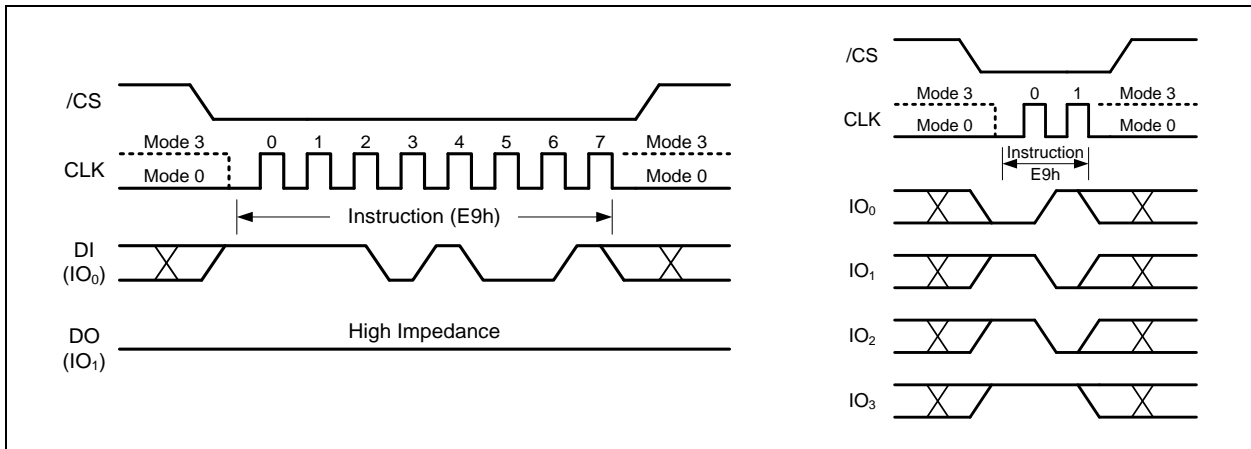 /CS
Mode 3 0 1 2 3 4 5 6 7 Mode 3
CLK Mode 0 Mode 0
Instruction (E9h)
DI
(IO0)
DO
(IO1)
High Impedance
/CS
Mode 3 0 1 Mode 3
CLK Mode 0 Mode 0
Instruction
E9h
IO0
IO1
IO2
IO3